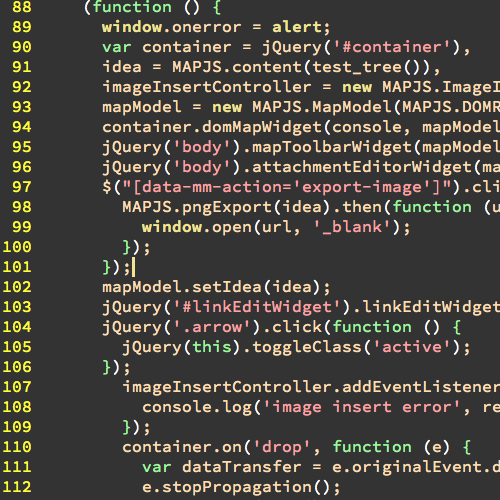 88 (function () {
89 window.onerror = alert;
90 var container = jQuery('#container'),
91 idea = MAPJS.content(test_tree()),
92 imageInsertController = new MAPJS.ImageI
93 mapModel = new MAPJS.MapModel(MAPJS.DOMR
94 container.domMapWidget(console, mapModel
95 jQuery('body').mapToolbarWidget(mapModel
96 jQuery('body').attachmentEditorWidget(ma
97 $("[data-mm-action='export-image']").cli
98 MAPJS.pngExport(idea).then(function (u
99 window.open(url, '_blank');
100 });
101 });
102 mapModel.setIdea(idea);
103 jQuery('#linkEditWidget').linkEditWidget
104 jQuery('.arrow').click(function () {
105 jQuery(this).toggleClass('active');
106 });
107 imageInsertController.addEventListener
108 console.log('image insert error', re
109 });
110 container.on('drop', function (e) {
111 var dataTransfer = e.originalEvent.d
112 e.stopPropagation();